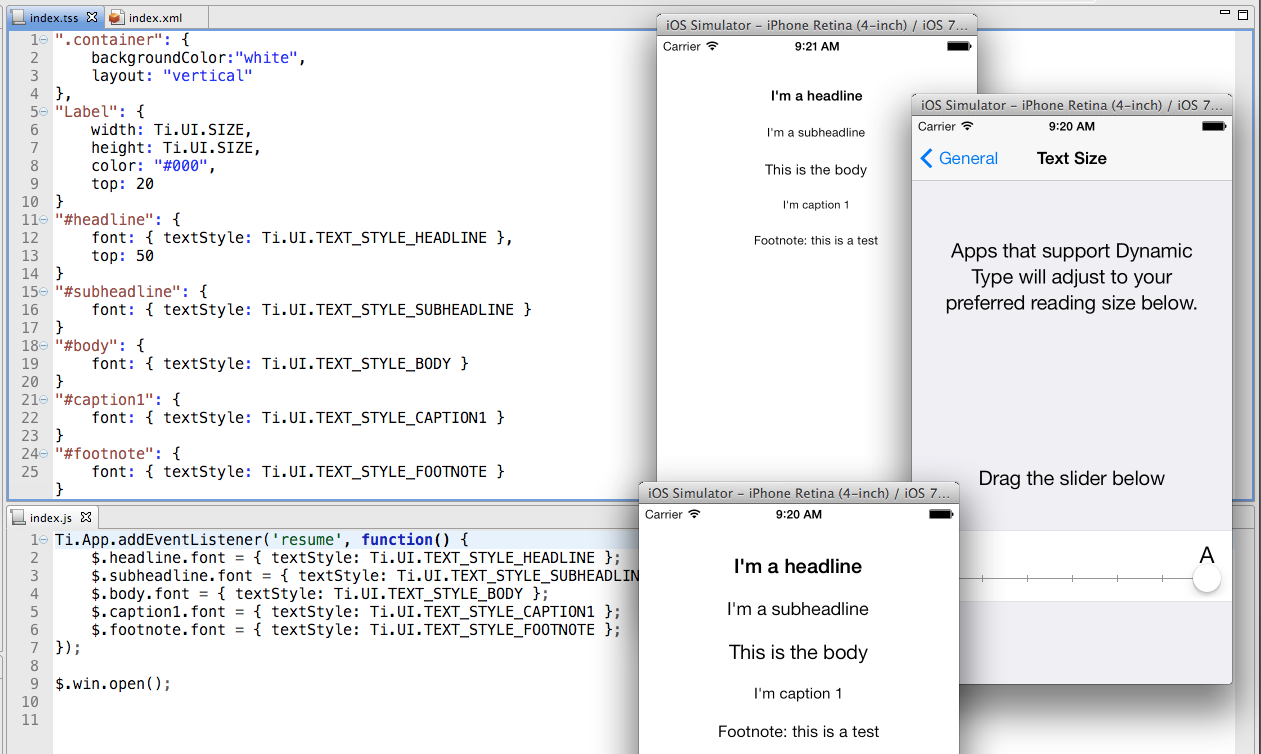 index.tss
index.xml
1 ".container": {
2 backgroundColor:"white",
3 layout: "vertical"
4 },
5 "Label": {
6 width: Ti.UI.SIZE,
7 height: Ti.UI.SIZE,
8 color: "#000",
9 top: 20
10 }
11 "#headline": {
12 font: { textStyle: Ti.UI.TEXT_STYLE_HEADLINE },
13 top: 50
14 }
15 "#subheadline": {
16 font: { textStyle: Ti.UI.TEXT_STYLE_SUBHEADLINE }
17 }
18 "#body": {
19 font: { textStyle: Ti.UI.TEXT_STYLE_BODY }
20 }
21 "#caption1": {
22 font: { textStyle: Ti.UI.TEXT_STYLE_CAPTION1 }
23 }
24 "#footnote": {
25 font: { textStyle: Ti.UI.TEXT_STYLE_FOOTNOTE }
}
index.js
1 Ti.App.addEventListener('resume', function() {
2 $.headline.font = { textStyle: Ti.UI.TEXT_STYLE_HEADLINE };
3 $.subheadline.font = { textStyle: Ti.UI.TEXT_STYLE_SUBHEADLIN
4 $.body.font = { textStyle: Ti.UI.TEXT_STYLE_BODY };
5 $.caption1.font = { textStyle: Ti.UI.TEXT_STYLE_CAPTION1 };
6 $.footnote.font = { textStyle: Ti.UI.TEXT_STYLE_FOOTNOTE };
7 });
8
9 $.win.open();
10
11
iOS Simulator – iPhone Retina (4-inch) / iOS 7...
Carrier 9:21 AM
I'm a headline
I'm a subheadline
This is the body
I'm caption 1
Footnote: this is a test
iOS Simulator – iPhone Retina (4-inch) / iOS 7...
Carrier 9:20 AM
General Text Size
Apps that support Dynamic
Type will adjust to your
preferred reading size below.
Drag the slider below
A
iOS Simulator – iPhone Retina (4-inch) / iOS 7...
Carrier 9:20 AM
I'm a headline
I'm a subheadline
This is the body
I'm caption 1
Footnote: this is a test